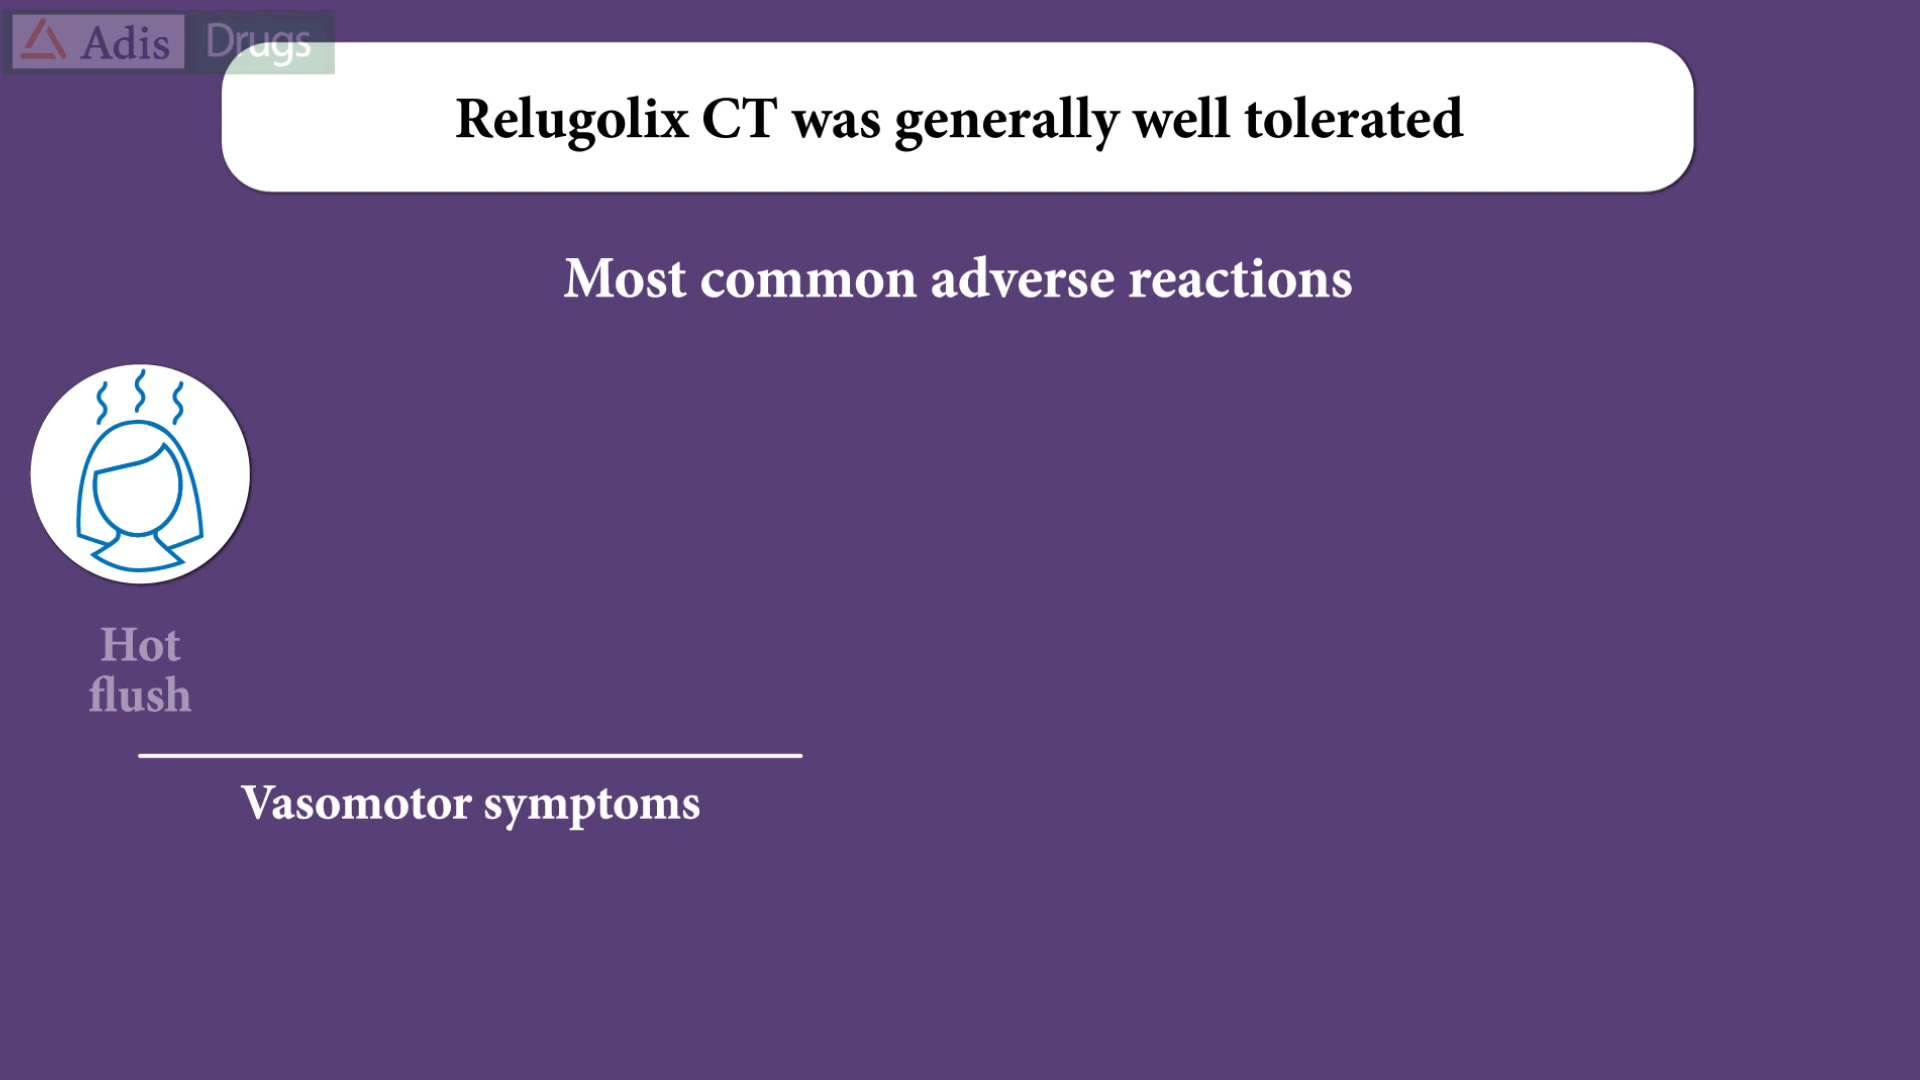 Adis Drugs
Relugolix CT was generally well tolerated
Most common adverse reactions
Hot
flush
Vasomotor symptoms